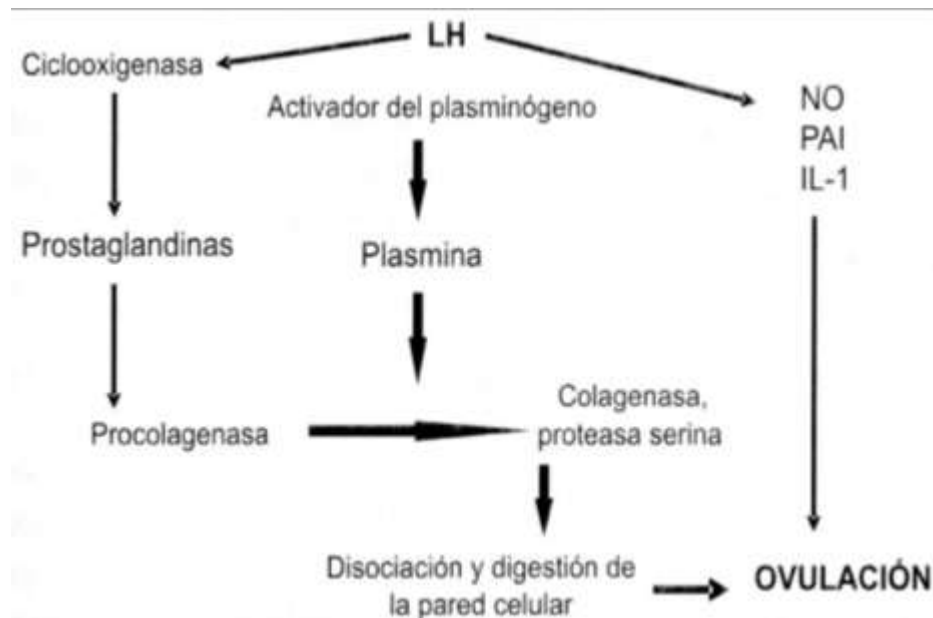 LH
Ciclooxigenasa
Activador del plasminógeno
NO
PAI
IL-1
Prostaglandinas
Plasmina
Procolagenasa
Colagenasa,
proteasa serina
Disociación y digestión de
la pared celular
OVULACIÓN